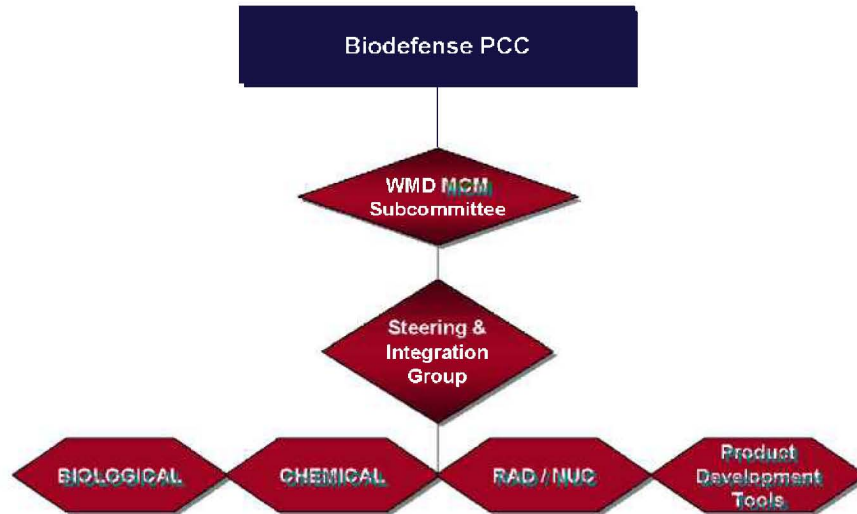 Biodefense PCC
WMD MCM
Subcommittee
Steering &
Integration
Group
BIOLOGICAL
CHEMICAL
RAD / NUC
Product
Development
Tools